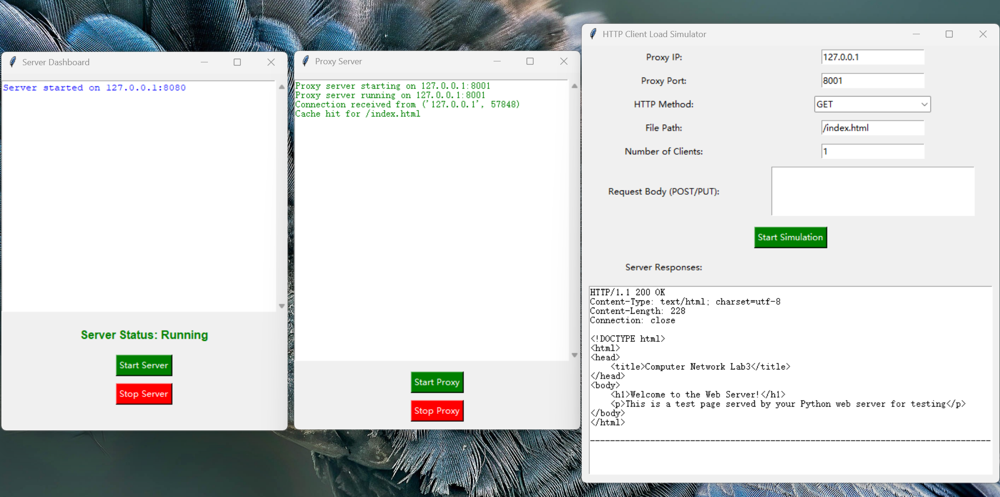 Server Dashboard
Server started on 127.0.0.1:8080
Server Status: Running
Start Server
Stop Server
Proxy Server
Proxy server starting on 127.0.0.1:8001
Proxy server running on 127.0.0.1:8001
Connection received from ('127.0.0.1', 57848)
Cache hit for /index.html
Start Proxy
Stop Proxy
HTTP Client Load Simulator
Proxy IP: 127.0.0.1
Proxy Port: 8001
HTTP Method: GET
File Path: /index.html
Number of Clients: 1
Request Body (POST/PUT):
Start Simulation
Server Responses:
HTTP/1.1 200 OK
Content-Type: text/html; charset=utf-8
Content-Length: 228
Connection: close
<!DOCTYPE html>
<html>
<head>
    <title>Computer Network Lab3</title>
</head>
<body>
    <h1>Welcome to the Web Server!</h1>
    <p>This is a test page served by your Python web server for testing</p>
</body>
</html>
--------------------------------------------------------------------------------